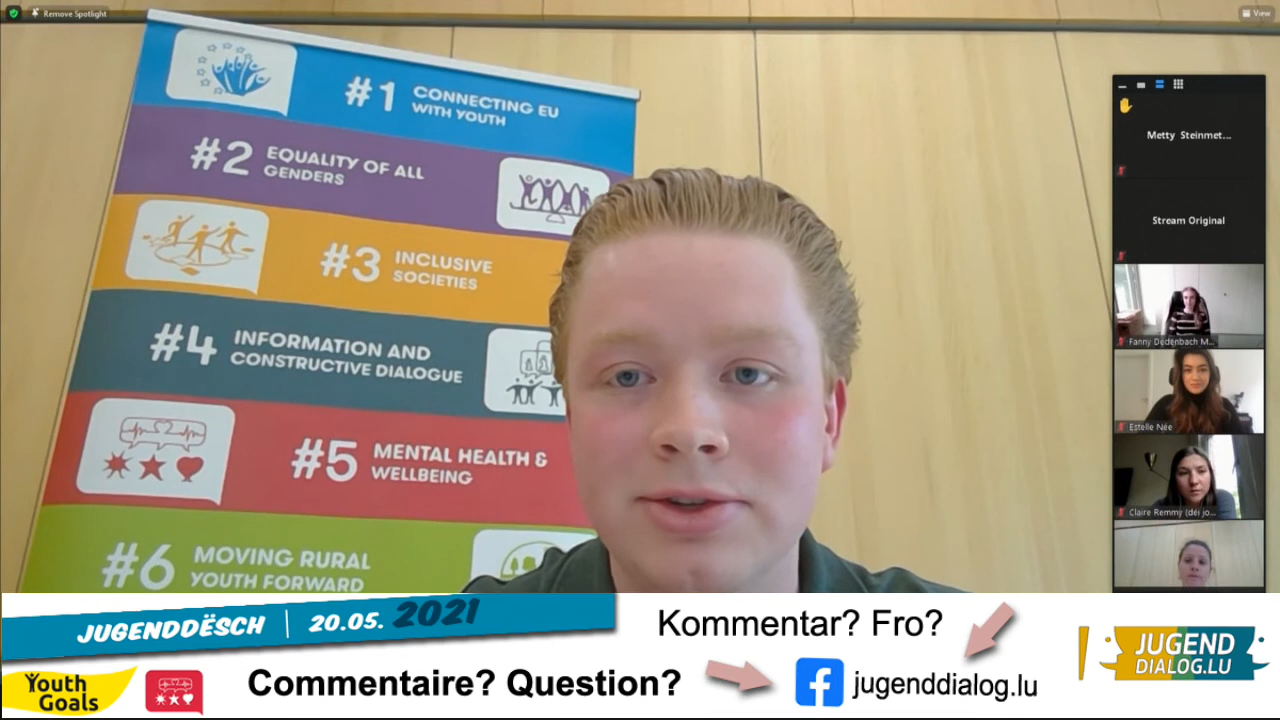 Remove Spotlight
View
#1 CONNECTING EU
WITH YOUTH
#2 EQUALITY OF ALL
GENDERS
#3 INCLUSIVE
SOCIETIES
#4 INFORMATION AND
CONSTRUCTIVE DIALOGUE
#5 MENTAL HEALTH &
WELLBEING
#6 MOVING RURAL
YOUTH FORWARD
Metty Steinmet...
Stream Original
Fanny Dedenbach M...
Estelle Née
Claire Remmy (déi jo...
JUGENDDËSCH | 20.05. 2021
Kommentar? Fro?
Youth
Goals
Commentaire? Question?
jugenddialog.lu
JUGEND
DIALOG.LU